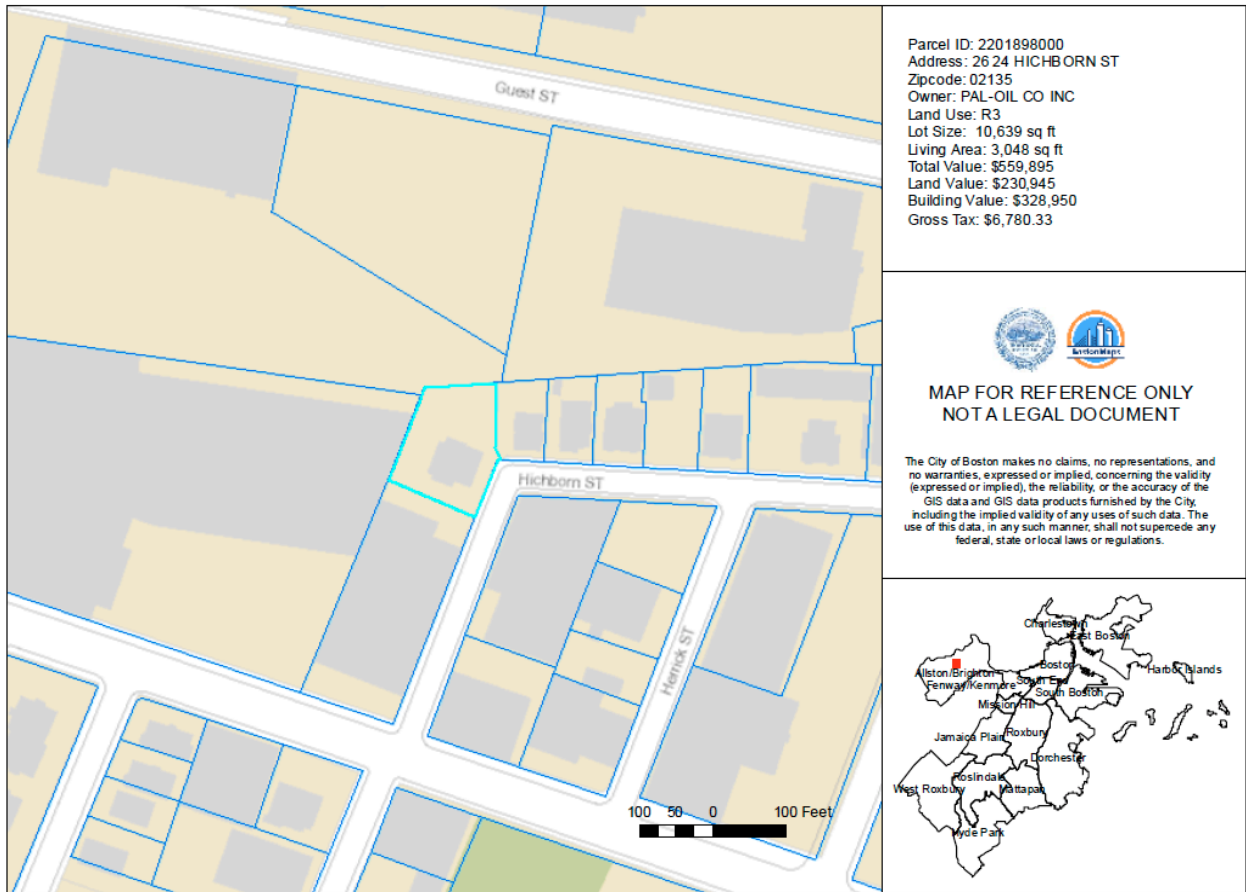 Guest ST
Hichborn ST
Herrick ST
100 50 0 100 Feet
Parcel ID: 2201898000
Address: 26 24 HICHBORN ST
Zipcode: 02135
Owner: PAL-OIL CO INC
Land Use: R3
Lot Size: 10,639 sq ft
Living Area: 3,048 sq ft
Total Value: $559,895
Land Value: $230,945
Building Value: $328,950
Gross Tax: $6,780.33
BostonMaps
MAP FOR REFERENCE ONLY
NOT A LEGAL DOCUMENT
The City of Boston makes no claims, no representations, and
no warranties, expressed or implied, concerning the validity
(expressed or implied), the reliability, or the accuracy of the
GIS data and GIS data products furnished by the City,
including the implied validity of any uses of such data. The
use of this data, in any such manner, shall not supercede any
federal, state or local laws or regulations.
Charlestown
East Boston
Boston
Harbor Islands
Allston/Brighton
South End
Fenway/Kenmore
South Boston
Mission Hill
Roxbury
Jamaica Plain
Dorchester
Roslindale
West Roxbury
Mattapan
Hyde Park